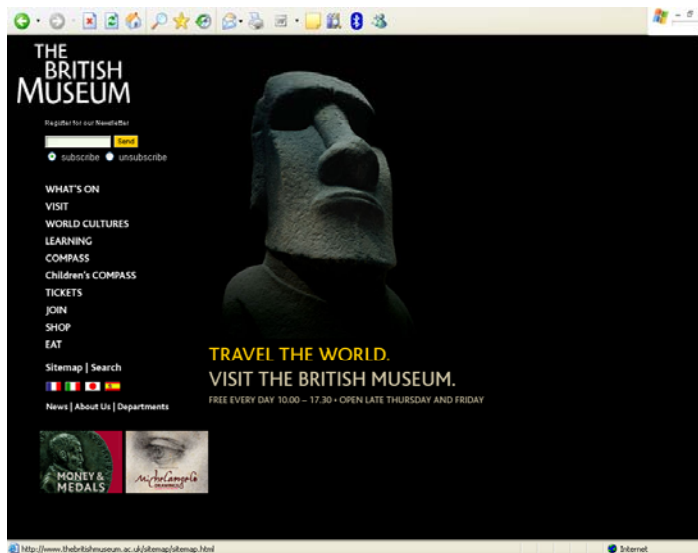 THE
BRITISH
MUSEUM
Register for our Newsletter
Send
subscribe unsubscribe
WHAT'S ON
VISIT
WORLD CULTURES
LEARNING
COMPASS
Children's COMPASS
TICKETS
JOIN
SHOP
EAT
Sitemap | Search
News | About Us | Departments
MONEY &
MEDALS
Michelangelo
DRAWINGS
TRAVEL THE WORLD.
VISIT THE BRITISH MUSEUM.
FREE EVERY DAY 10.00 – 17.30 • OPEN LATE THURSDAY AND FRIDAY
http://www.thebritishmuseum.ac.uk/sitemap/sitemap.html
Internet